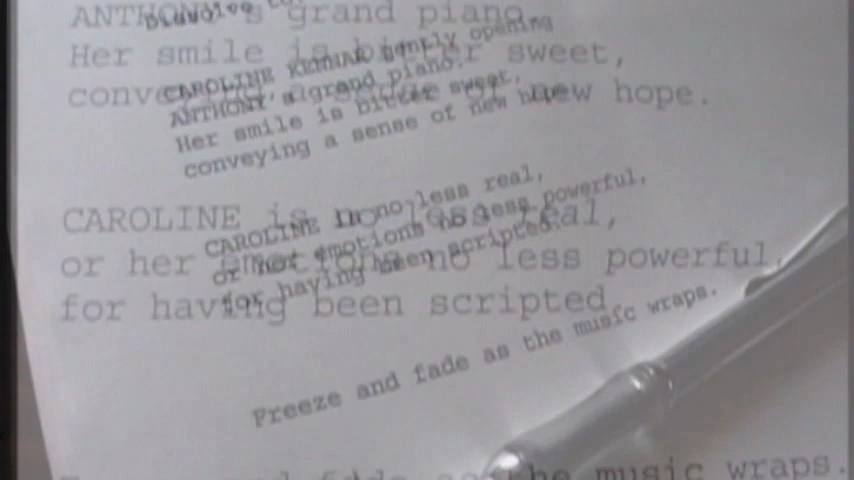 ANTHONY's grand piano.
Her smile is bitter sweet,
conveying a sense of new hope.
CAROLINE is no less real,
or her emotions no less powerful,
for having been scripted.
the music wraps.
gently opening
ANTHONY's grand piano.
Her smile is bitter sweet,
conveying a sense of new hope.
CAROLINE is no less real,
or her emotions no less powerful,
for having been scripted.
Freeze and fade as the music wraps.